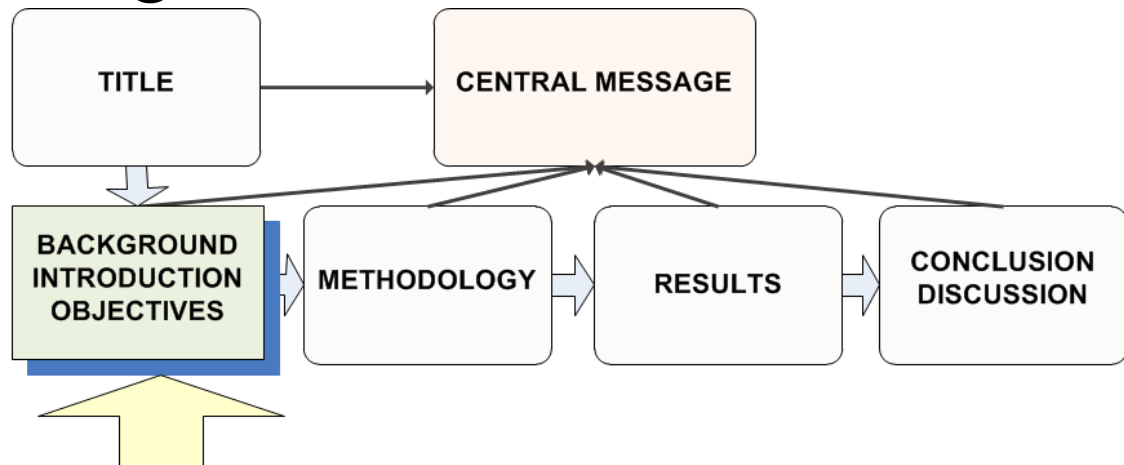 TITLE
CENTRAL MESSAGE
BACKGROUND
INTRODUCTION
OBJECTIVES
METHODOLOGY
RESULTS
CONCLUSION
DISCUSSION